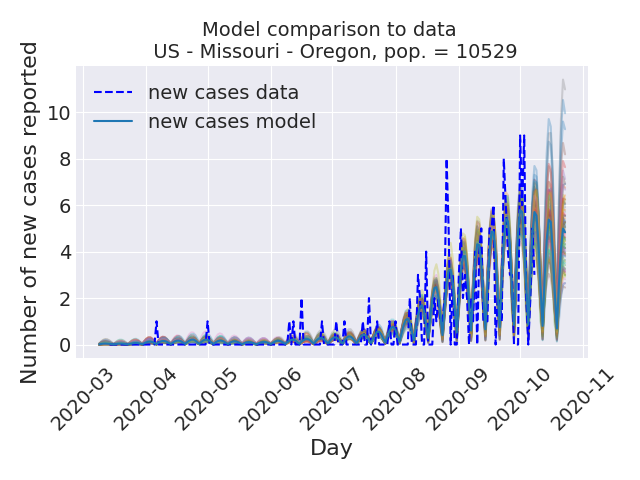 Model comparison to data
US - Missouri - Oregon, pop. = 10529
Number of new cases reported
10
8
6
4
2
0
new cases data
new cases model
2020-03
2020-04
2020-05
2020-06
2020-07
2020-08
2020-09
2020-10
2020-11
Day